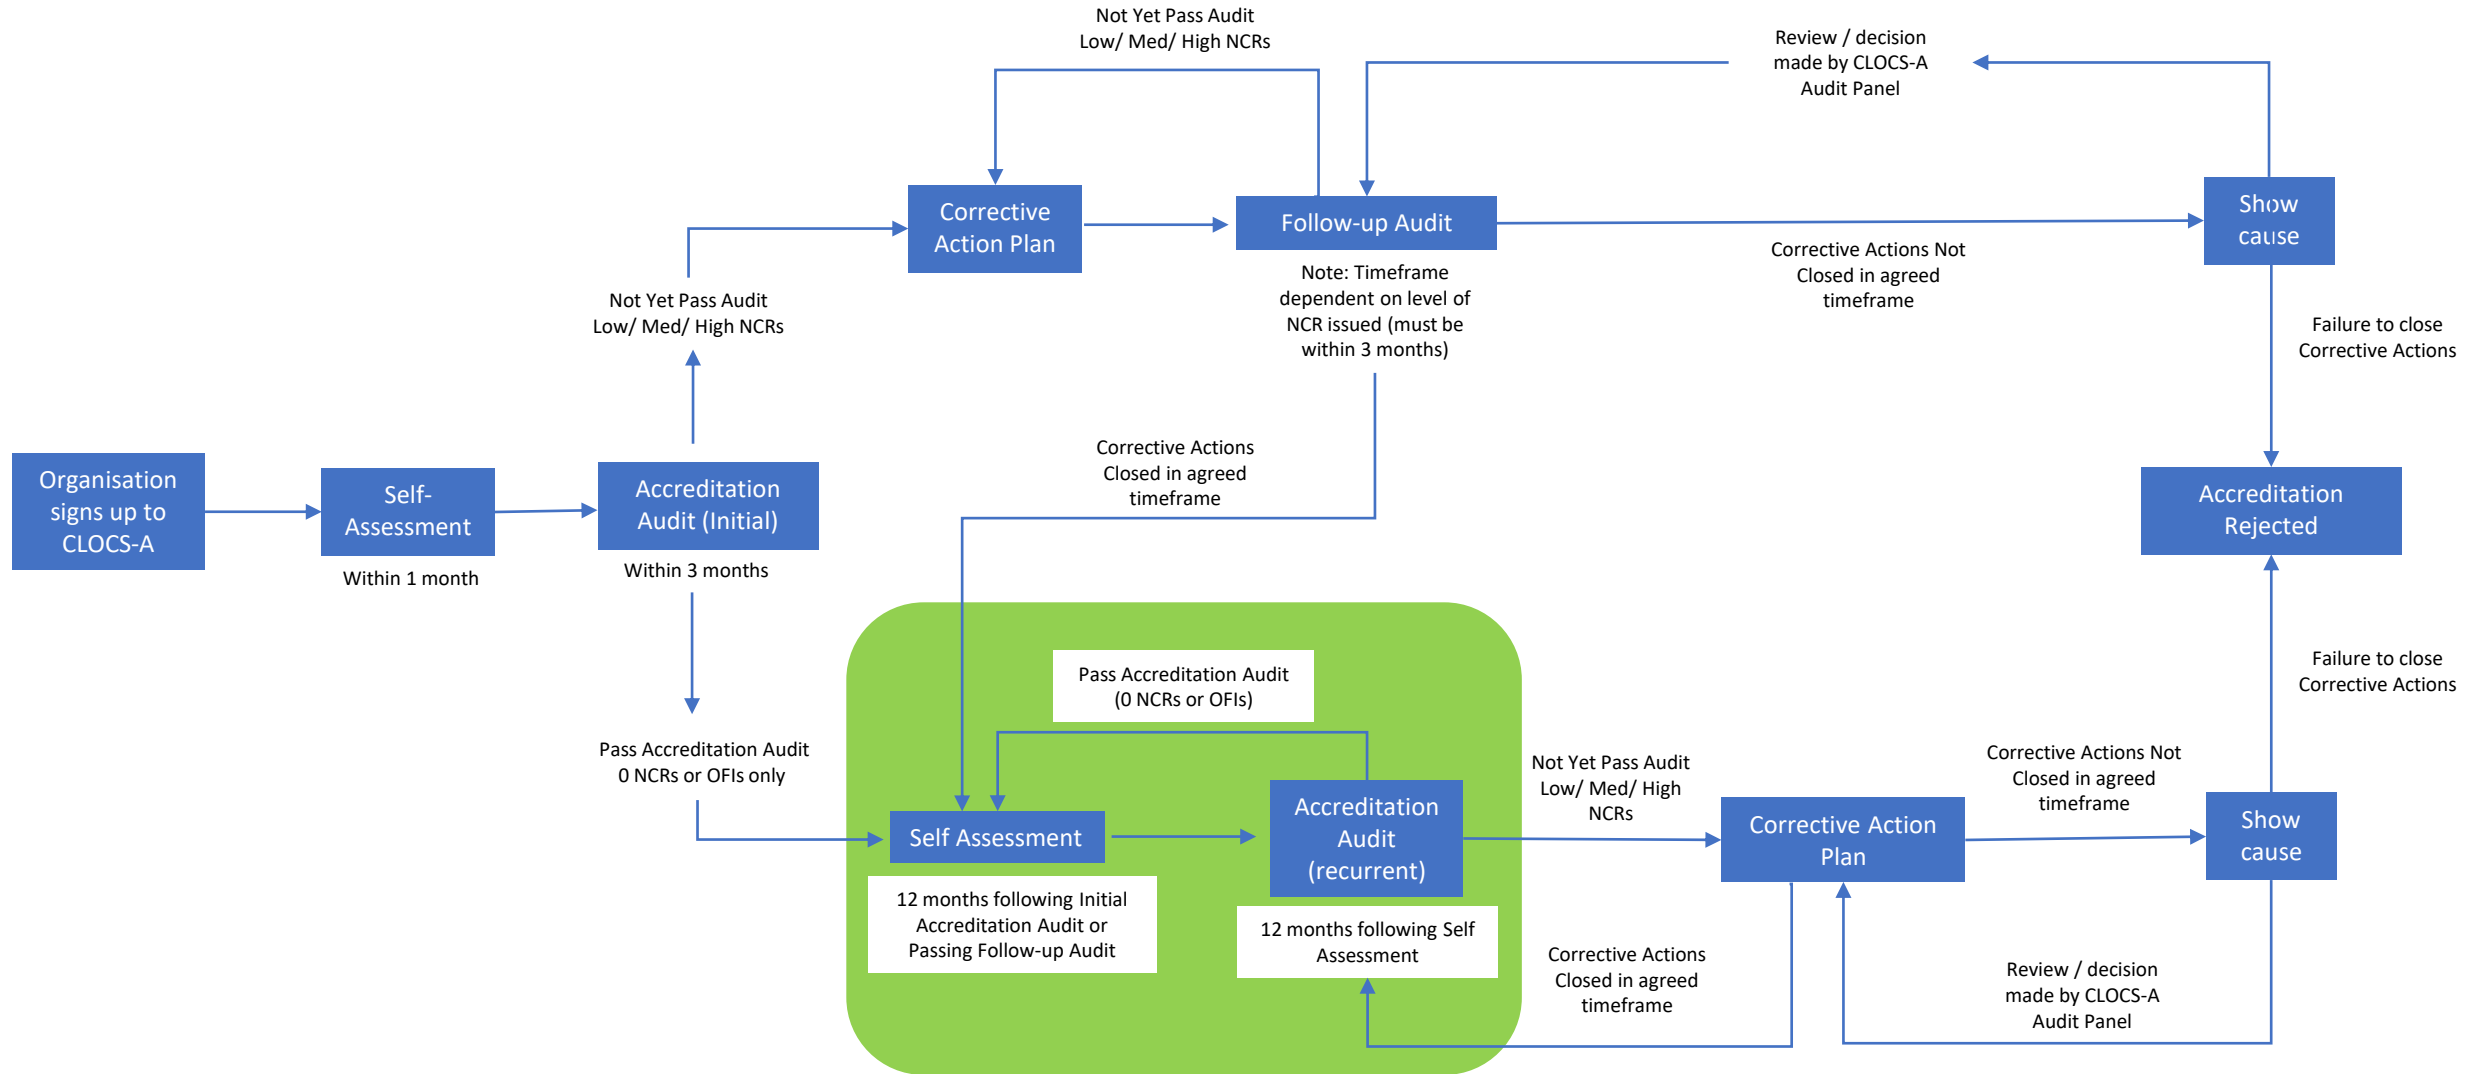 Not Yet Pass Audit
Low/ Med/ High NCRs
Review / decision
made by CLOCS-A
Audit Panel
Corrective
Action Plan
Follow-up Audit
Show
cause
Corrective Actions Not
Closed in agreed
timeframe
Note: Timeframe
dependent on level of
NCR issued (must be
within 3 months)
Not Yet Pass Audit
Low/ Med/ High NCRs
Failure to close
Corrective Actions
Corrective Actions
Closed in agreed
timeframe
Organisation
signs up to
CLOCS-A
Self-
Assessment
Within 1 month
Accreditation
Audit (Initial)
Within 3 months
Accreditation
Rejected
Pass Accreditation Audit
(0 NCRs or OFIs)
Failure to close
Corrective Actions
Pass Accreditation Audit
0 NCRs or OFIs only
Self Assessment
12 months following Initial
Accreditation Audit or
Passing Follow-up Audit
Accreditation
Audit
(recurrent)
12 months following Self
Assessment
Not Yet Pass Audit
Low/ Med/ High
NCRs
Corrective Action
Plan
Corrective Actions Not
Closed in agreed
timeframe
Show
cause
Corrective Actions
Closed in agreed
timeframe
Review / decision
made by CLOCS-A
Audit Panel